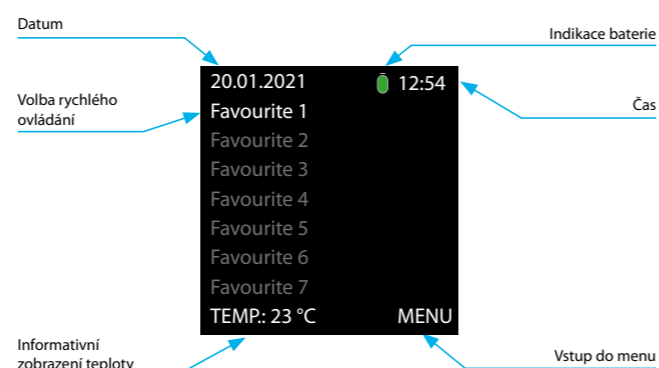 Datum
Indikace baterie
20.01.2021
12:54
Volba rychlého
ovládání
Čas
Favourite 1
Favourite 2
Favourite 3
Favourite 4
Favourite 5
Favourite 6
Favourite 7
TEMP.: 23 °C
MENU
Informativní
zobrazení teploty
Vstup do menu